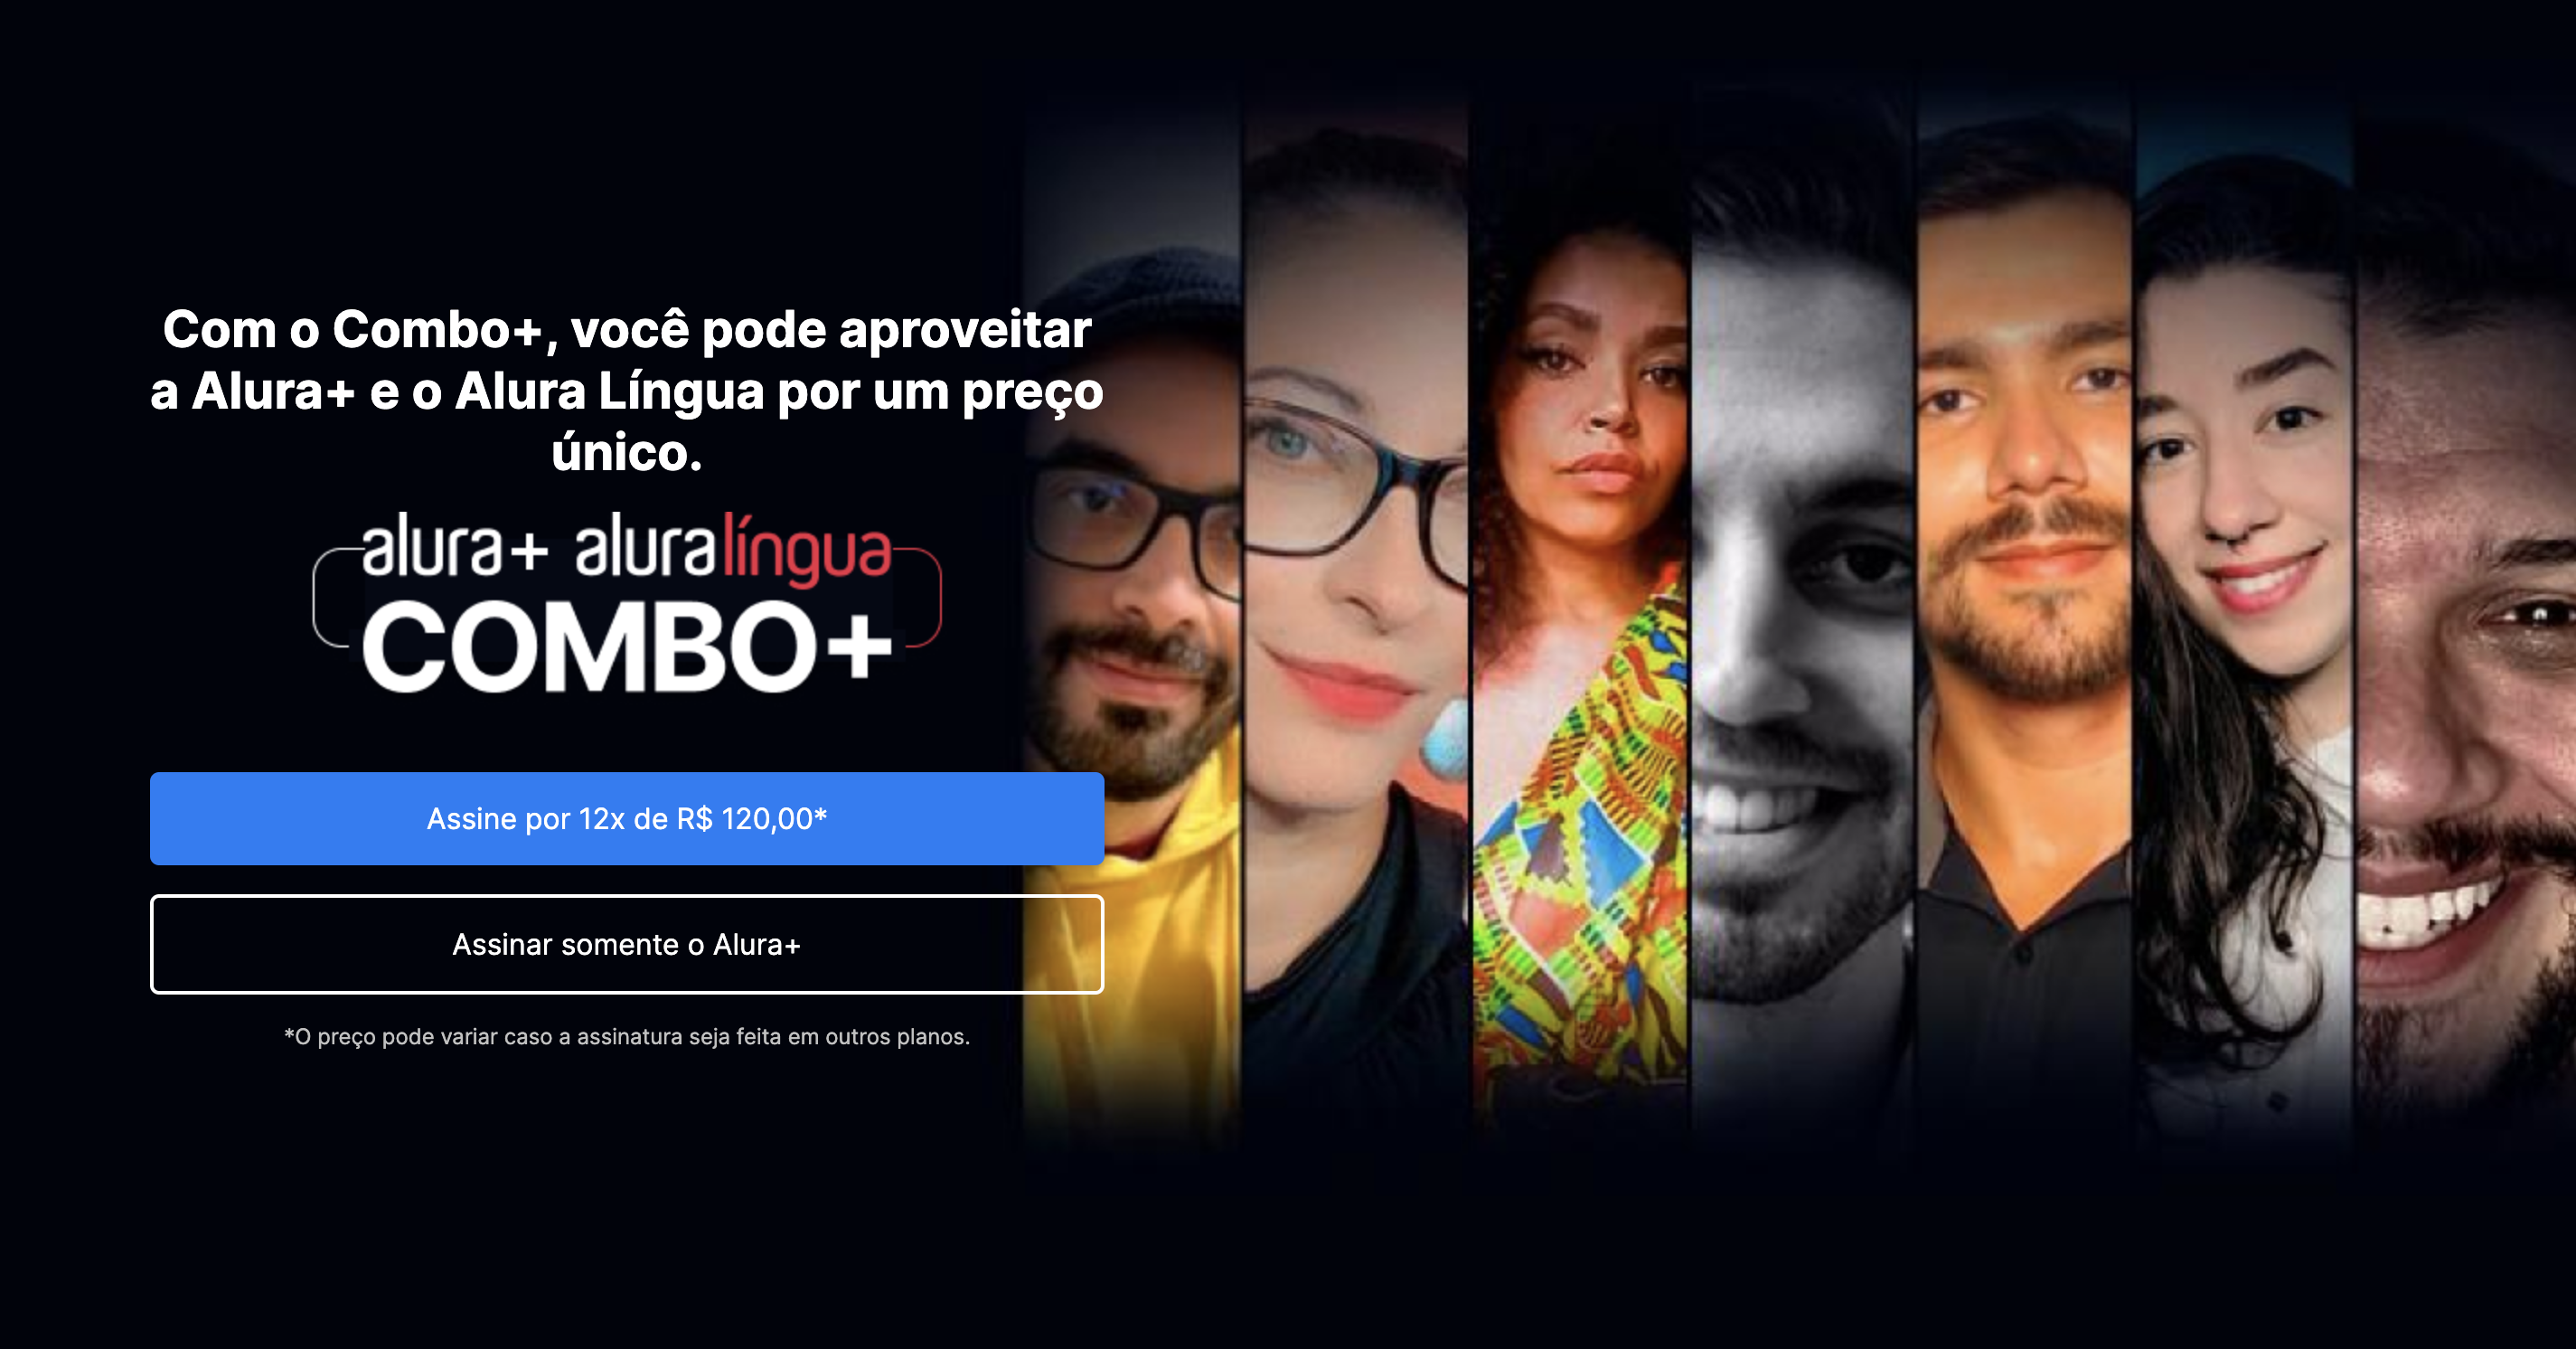 Com o Combo+, você pode aproveitar
a Alura+ e o Alura Língua por um preço
único.
alura+ aluralíngua
COMBO+
Assine por 12x de R$ 120,00*
Assinar somente o Alura+
*O preço pode variar caso a assinatura seja feita em outros planos.